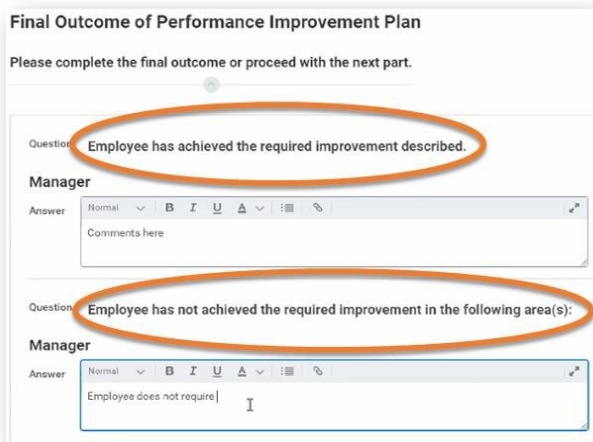 Final Outcome of Performance Improvement Plan
Please complete the final outcome or proceed with the next part.
Question Employee has achieved the required improvement described.
Manager
Answer Normal B I U A
Comments here
Question Employee has not achieved the required improvement in the following area(s):
Manager
Answer Normal B I U A
Employee does not require